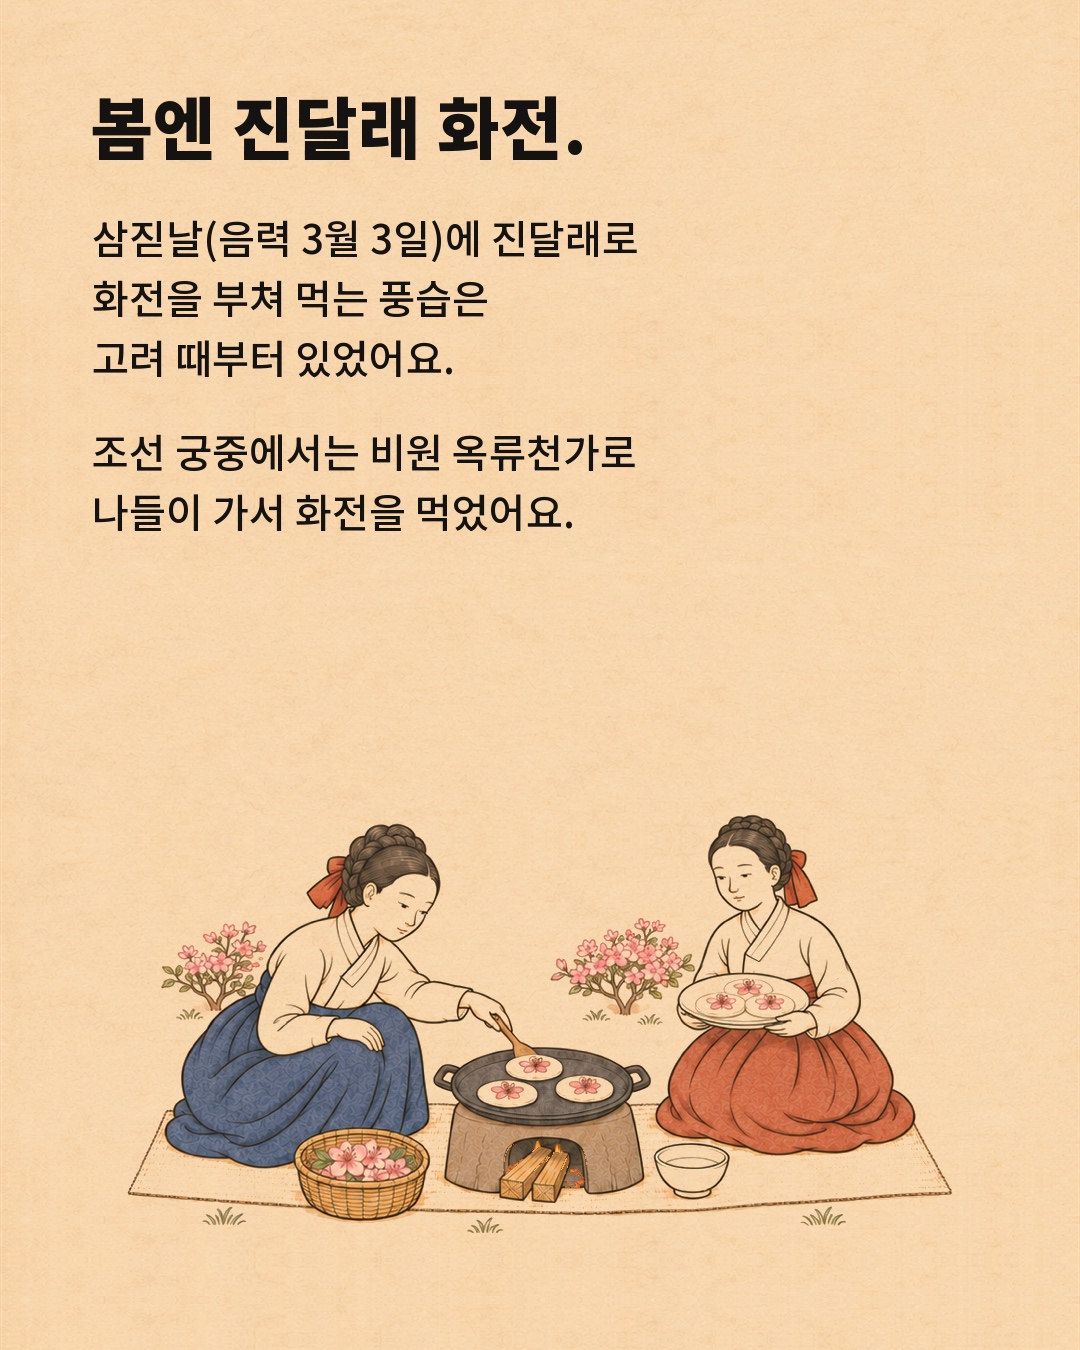 봄엔 진달래 화전.
삼짇날(음력 3월 3일)에 진달래로
화전을 부쳐 먹는 풍습은
고려 때부터 있었어요.
조선 궁중에서는 비원 옥류천가로
나들이 가서 화전을 먹었어요.